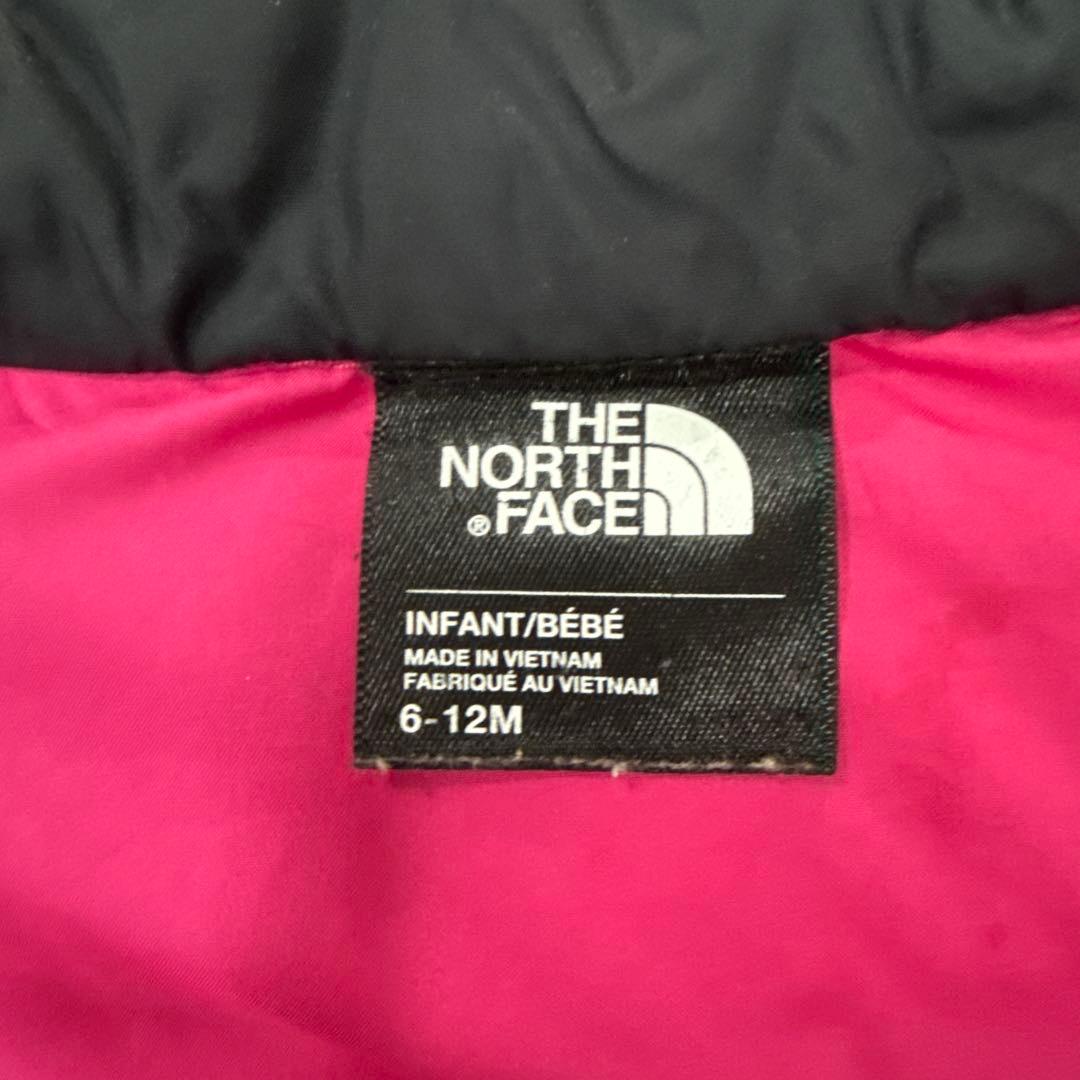 THE
NORTH
® FACE
INFANT/BÉBÉ
MADE IN VIETNAM
FABRIQUÉ AU VIETNAM
6-12M